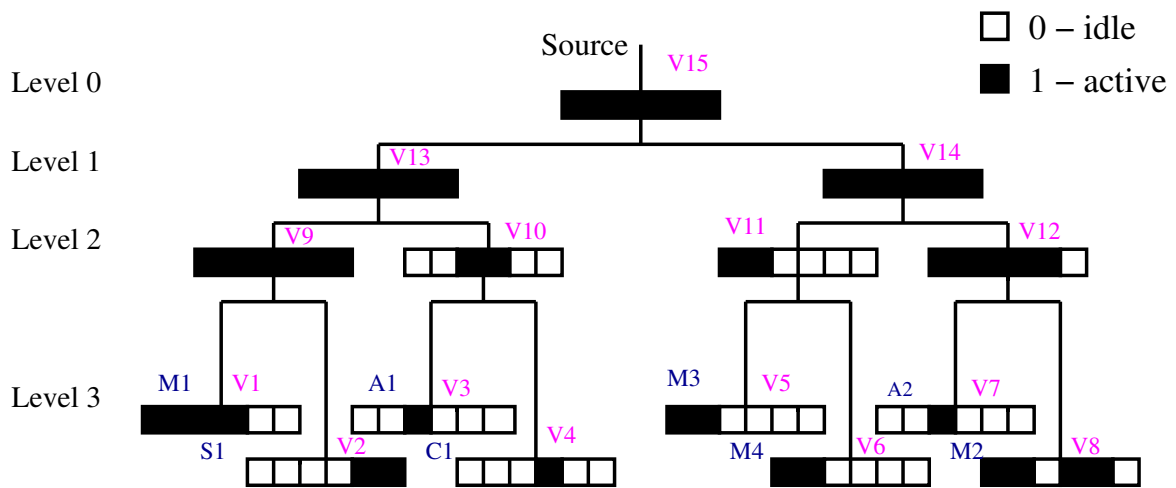 Source
0 – idle
V15
1 – active
Level 0
Level 1
V13
V14
Level 2
V9
V10
V11
V12
Level 3
M1
V1
A1
V3
M3
V5
A2
V7
S1
V2
C1
V4
M4
V6
M2
V8